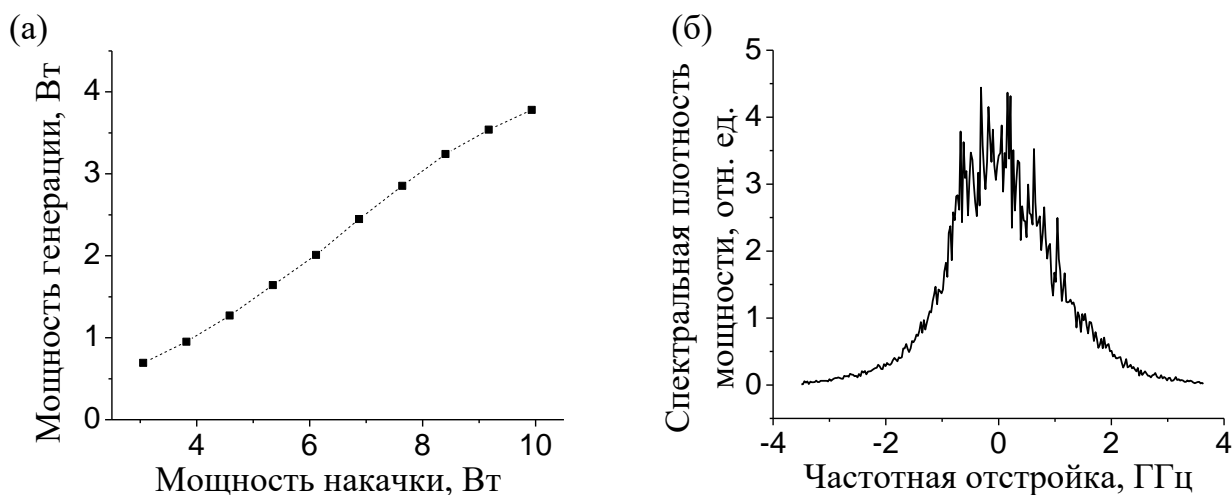 (а)
Мощность генерации, Вт
4
3
2
1
0
4
6
8
10
Мощность накачки, Вт
(б)
Спектральная плотность
мощности, отн. ед.
5
4
3
2
1
0
-4
-2
0
2
4
Частотная отстройка, ГГц